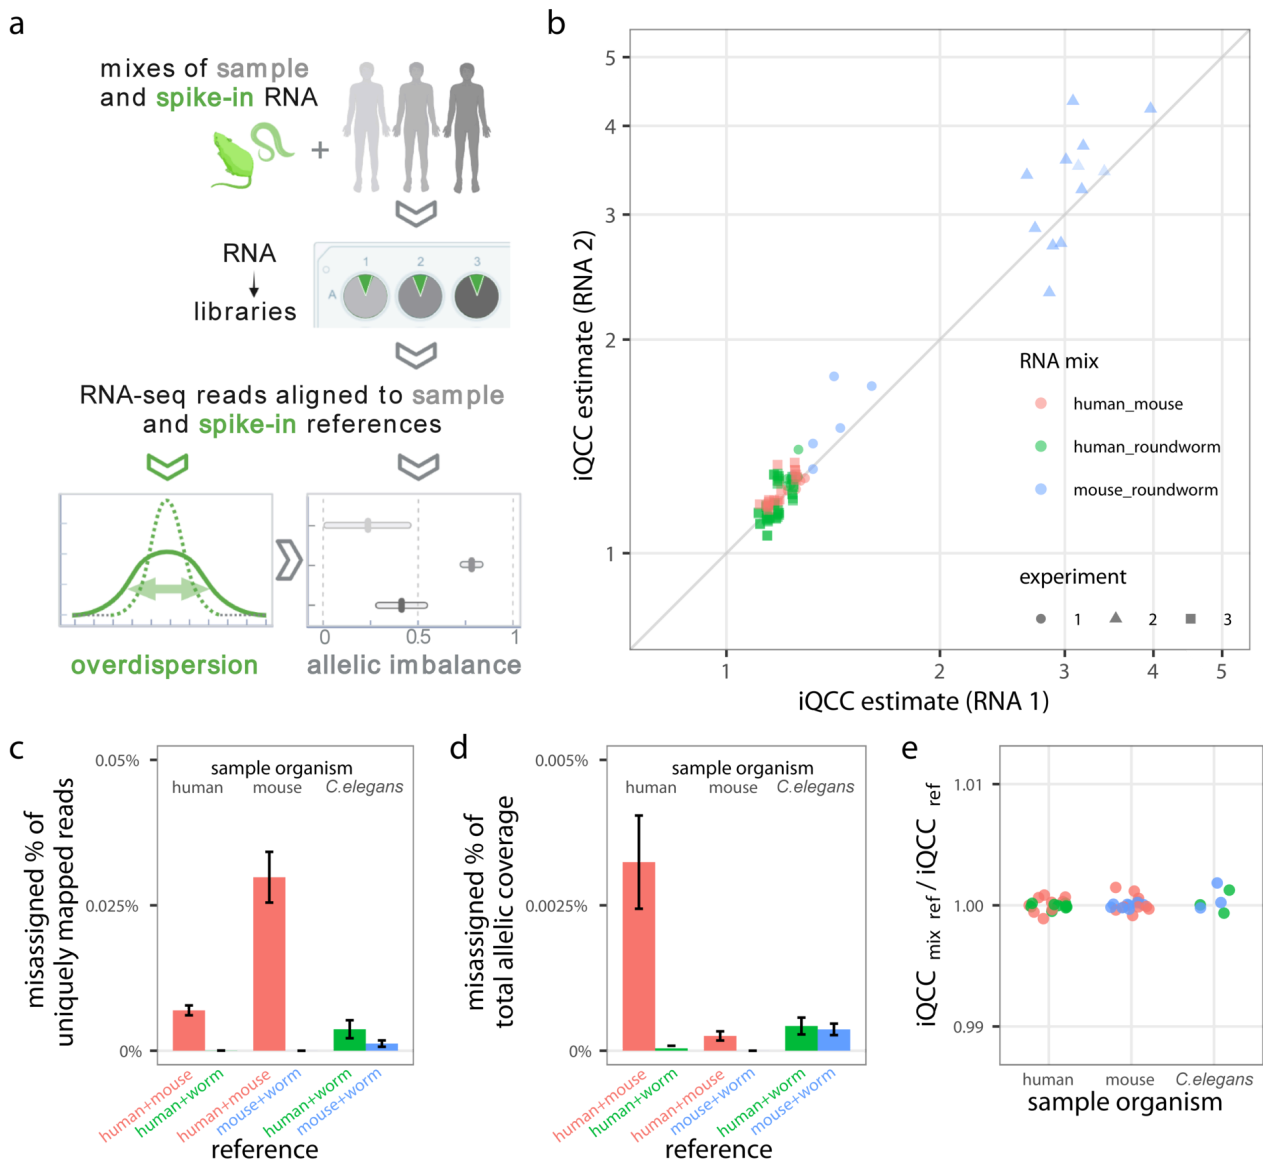 a
mixes of sample
and spike-in RNA
+
1 2 3
A
RNA
libraries
RNA-seq reads aligned to sample
and spike-in references
0 0.5 1
overdispersion
allelic imbalance
b
iQCC estimate (RNA 2)
5
4
3
2
1
RNA mix
human_mouse
human_roundworm
mouse_roundworm
experiment
1 2 3
1 2 3 4 5
iQCC estimate (RNA 1)
c
misassigned % of
uniquely mapped reads
0.05%
0.025%
0%
sample organism
human mouse C.elegans
human+mouse
human+worm
human+mouse
mouse+worm
human+worm
mouse+worm
reference
d
misassigned % of
total allelic coverage
0.005%
0.0025%
0%
sample organism
human mouse C.elegans
human+mouse
human+worm
human+mouse
mouse+worm
human+worm
mouse+worm
reference
e
iQCC mix ref / iQCC ref
1.01
1.00
0.99
human mouse C.elegans
sample organism